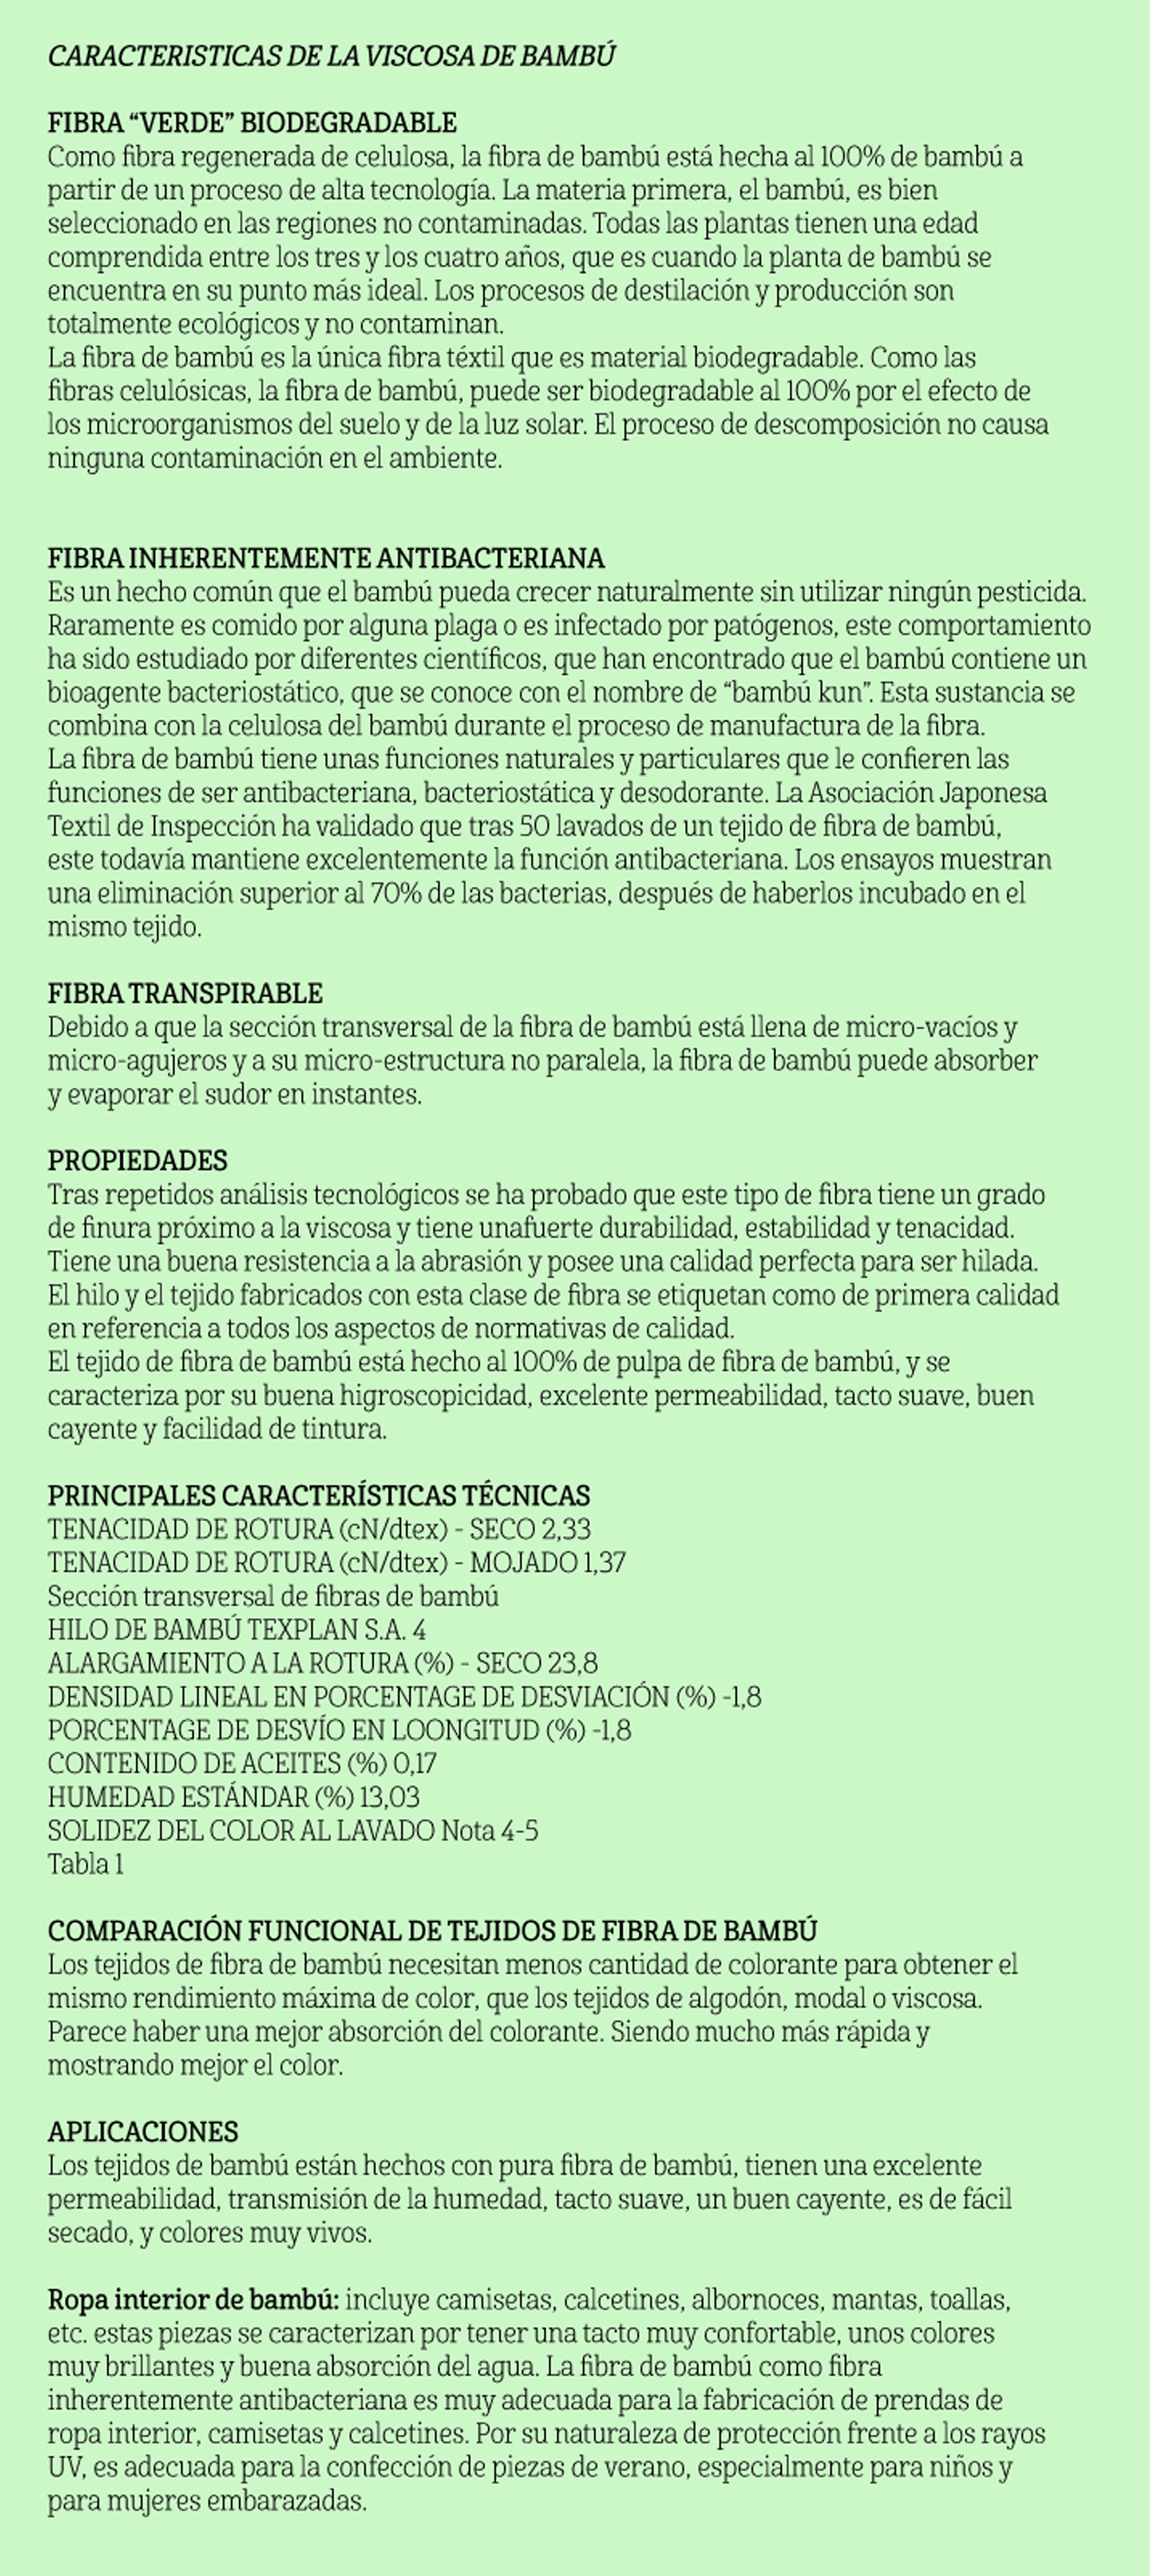 CARACTERISTICAS DE LA VISCOSA DE BAMBÚ
FIBRA “VERDE” BIODEGRADABLE
Como fibra regenerada de celulosa, la fibra de bambú está hecha al 100% de bambú a
partir de un proceso de alta tecnología. La materia primera, el bambú, es bien
seleccionado en las regiones no contaminadas. Todas las plantas tienen una edad
comprendida entre los tres y los cuatro años, que es cuando la planta de bambú se
encuentra en su punto más ideal. Los procesos de destilación y producción son
totalmente ecológicos y no contaminan.
La fibra de bambú es la única fibra téxtil que es material biodegradable. Como las
fibras celulósicas, la fibra de bambú, puede ser biodegradable al 100% por el efecto de
los microorganismos del suelo y de la luz solar. El proceso de descomposición no causa
ninguna contaminación en el ambiente.
FIBRA INHERENTEMENTE ANTIBACTERIANA
Es un hecho común que el bambú pueda crecer naturalmente sin utilizar ningún pesticida.
Raramente es comido por alguna plaga o es infectado por patógenos, este comportamiento
ha sido estudiado por diferentes científicos, que han encontrado que el bambú contiene un
bioagente bacteriostático, que se conoce con el nombre de “bambú kun”. Esta sustancia se
combina con la celulosa del bambú durante el proceso de manufactura de la fibra.
La fibra de bambú tiene unas funciones naturales y particulares que le confieren las
funciones de ser antibacteriana, bacteriostática y desodorante. La Asociación Japonesa
Textil de Inspección ha validado que tras 50 lavados de un tejido de fibra de bambú,
este todavía mantiene excelentemente la función antibacteriana. Los ensayos muestran
una eliminación superior al 70% de las bacterias, después de haberlos incubado en el
mismo tejido.
FIBRA TRANSPIRABLE
Debido a que la sección transversal de la fibra de bambú está llena de micro-vacíos y
micro-agujeros y a su micro-estructura no paralela, la fibra de bambú puede absorber
y evaporar el sudor en instantes.
PROPIEDADES
Tras repetidos análisis tecnológicos se ha probado que este tipo de fibra tiene un grado
de finura próximo a la viscosa y tiene unafuerte durabilidad, estabilidad y tenacidad.
Tiene una buena resistencia a la abrasión y posee una calidad perfecta para ser hilada.
El hilo y el tejido fabricados con esta clase de fibra se etiquetan como de primera calidad
en referencia a todos los aspectos de normativas de calidad.
El tejido de fibra de bambú está hecho al 100% de pulpa de fibra de bambú, y se
caracteriza por su buena higroscopicidad, excelente permeabilidad, tacto suave, buen
cayente y facilidad de tintura.
PRINCIPALES CARACTERÍSTICAS TÉCNICAS
TENACIDAD DE ROTURA (cN/dtex) - SECO 2,33
TENACIDAD DE ROTURA (cN/dtex) - MOJADO 1,37
Sección transversal de fibras de bambú
HILO DE BAMBÚ TEXPLAN S.A. 4
ALARGAMIENTO A LA ROTURA (%) - SECO 23,8
DENSIDAD LINEAL EN PORCENTAGE DE DESVIACIÓN (%) -1,8
PORCENTAGE DE DESVÍO EN LOONGITUD (%) -1,8
CONTENIDO DE ACEITES (%) 0,17
HUMEDAD ESTÁNDAR (%) 13,03
SOLIDEZ DEL COLOR AL LAVADO Nota 4-5
Tabla 1
COMPARACIÓN FUNCIONAL DE TEJIDOS DE FIBRA DE BAMBÚ
Los tejidos de fibra de bambú necesitan menos cantidad de colorante para obtener el
mismo rendimiento máxima de color, que los tejidos de algodón, modal o viscosa.
Parece haber una mejor absorción del colorante. Siendo mucho más rápida y
mostrando mejor el color.
APLICACIONES
Los tejidos de bambú están hechos con pura fibra de bambú, tienen una excelente
permeabilidad, transmisión de la humedad, tacto suave, un buen cayente, es de fácil
secado, y colores muy vivos.
Ropa interior de bambú: incluye camisetas, calcetines, albornoces, mantas, toallas,
etc. estas piezas se caracterizan por tener una tacto muy confortable, unos colores
muy brillantes y buena absorción del agua. La fibra de bambú como fibra
inherentemente antibacteriana es muy adecuada para la fabricación de prendas de
ropa interior, camisetas y calcetines. Por su naturaleza de protección frente a los rayos
UV, es adecuada para la confección de piezas de verano, especialmente para niños y
para mujeres embarazadas.